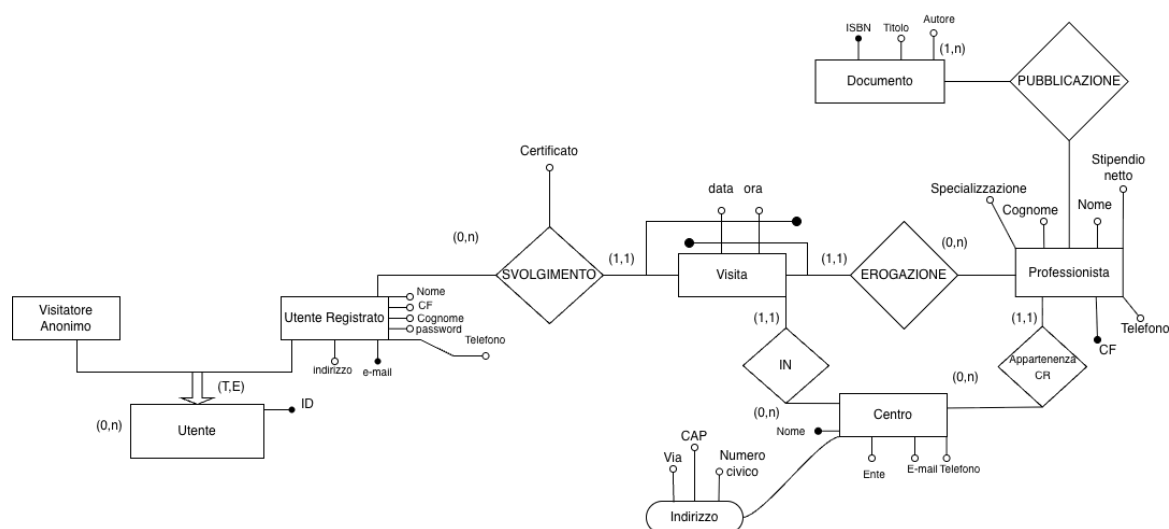 ISBN
Titolo
Autore
(1,n)
Documento
PUBBLICAZIONE
Certificato
Stipendio
netto
data
ora
Specializzazione
Cognome
Nome
(0,n)
(1,1)
(1,1)
(0,n)
SVOLGIMENTO
Visita
EROGAZIONE
Professionista
Visitatore
Anonimo
Utente Registrato
Nome
CF
Cognome
password
Telefono
indirizzo
e-mail
(1,1)
(1,1)
Telefono
CF
IN
Appartenenza
CR
(T,E)
(0,n)
ID
(0,n)
Utente
(0,n)
Centro
Nome
CAP
Via
Numero
civico
Ente
E-mail
Telefono
Indirizzo